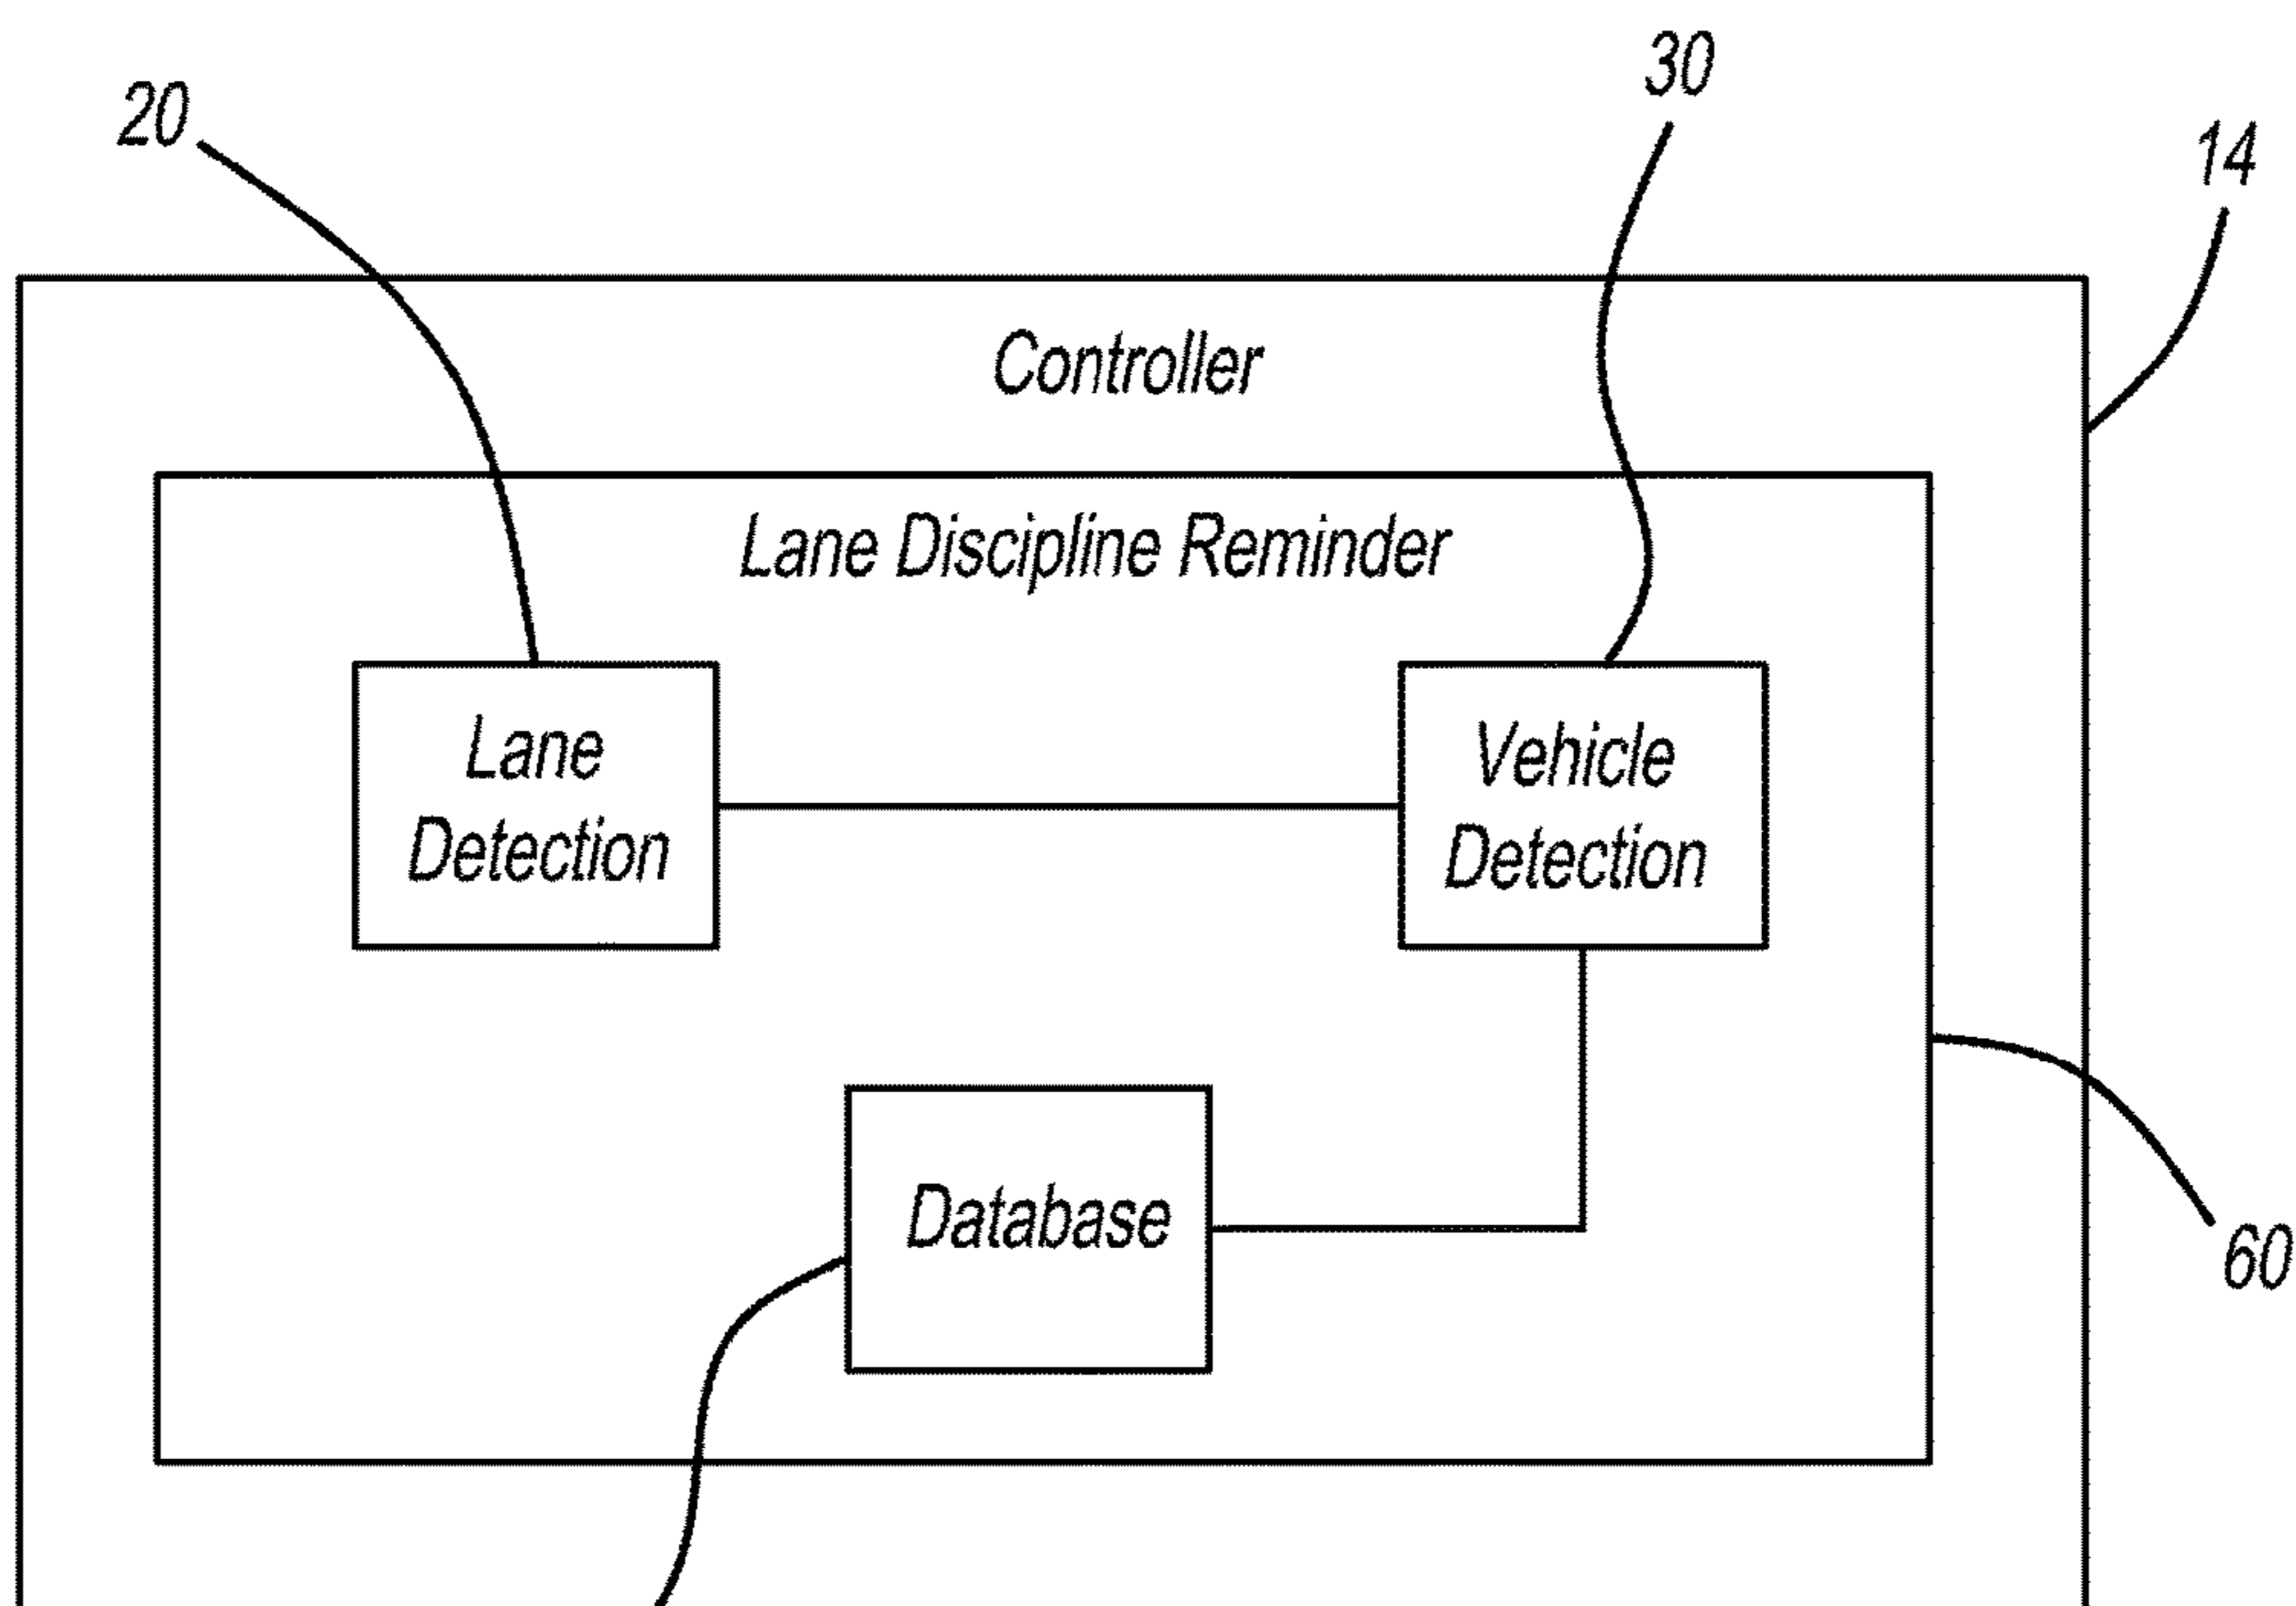 30
20
14
Controller
Lane Discipline Reminder
Lane
Detection
Vehicle
Detection
Database
60